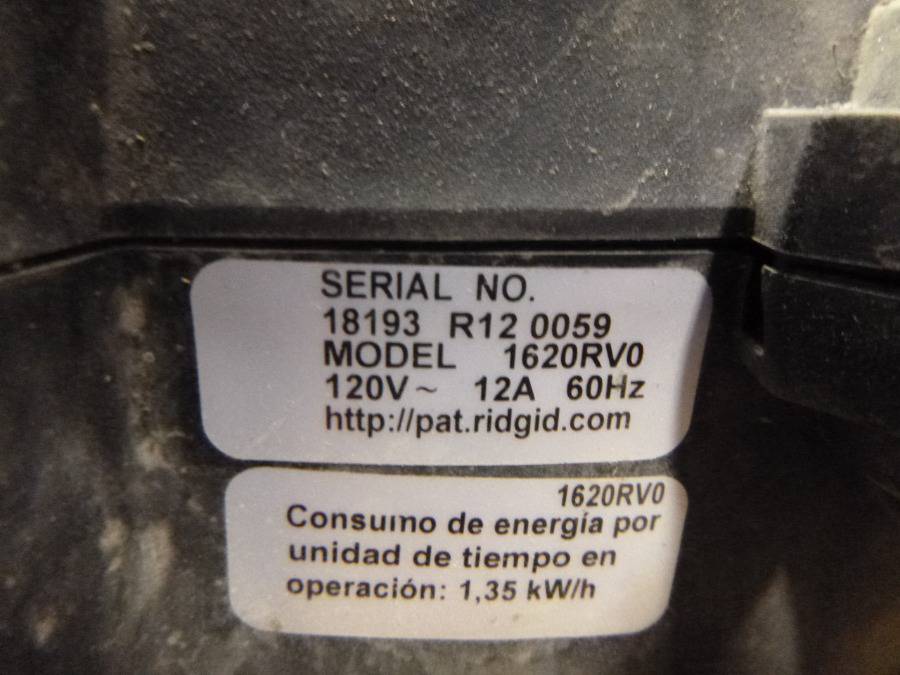 SERIAL NO.
18193 R12 0059
MODEL 1620RV0
120V~ 12A 60Hz
http://pat.ridgid.com
1620RV0
Consumo de energía por
unidad de tiempo en
operación: 1,35 kW/h